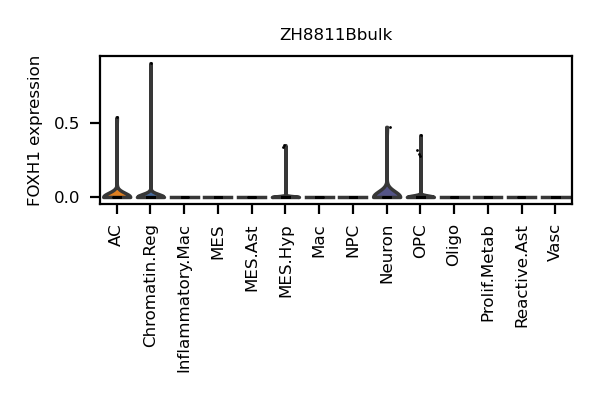 ZH8811Bbulk
FOXH1 expression
0.5
0.0
AC
Chromatin.Reg
Inflammatory.Mac
MES
MES.Ast
MES.Hyp
Mac
NPC
Neuron
OPC
Oligo
Prolif.Metab
Reactive.Ast
Vasc